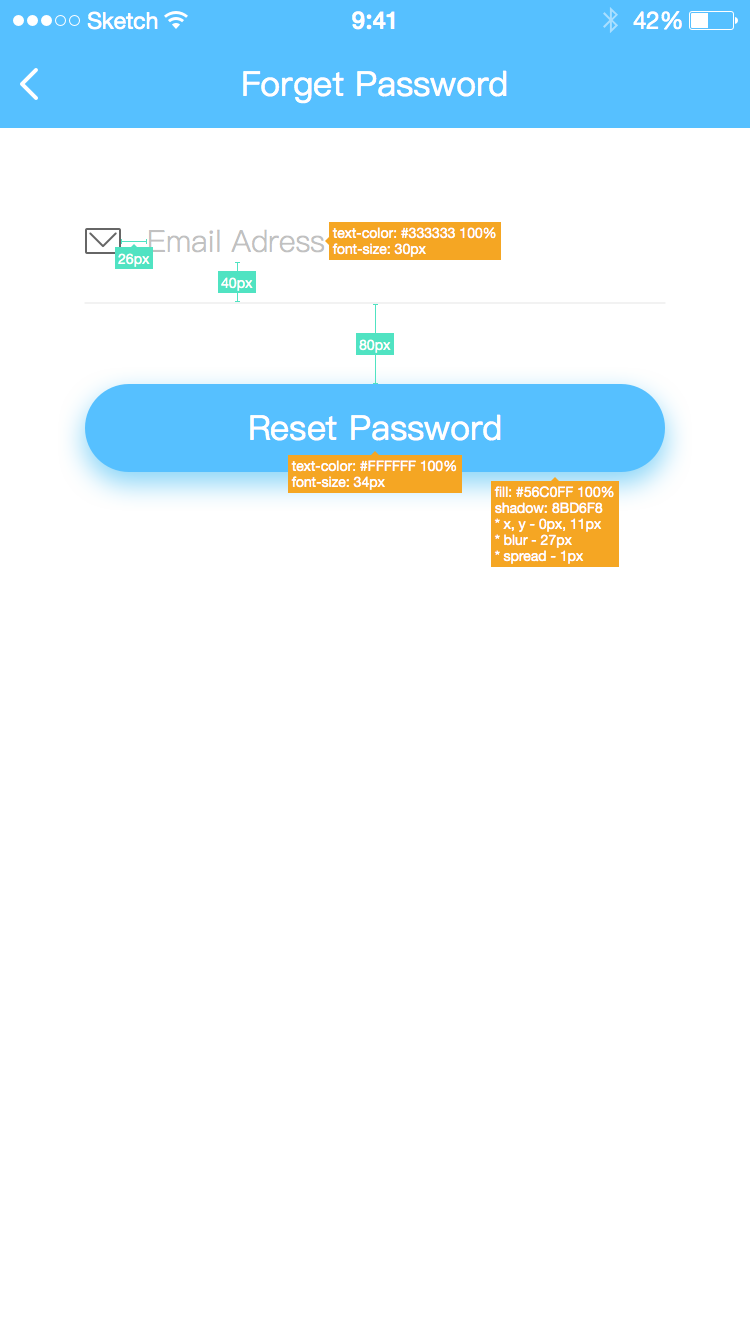 Sketch 9:41 42%
Forget Password
Email Adress
text-color: #333333 100%
font-size: 30px
26px
40px
80px
Reset Password
text-color: #FFFFFF 100%
font-size: 34px
fill: #56C0FF 100%
shadow: 8BD6F8
* x, y - 0px, 11px
* blur - 27px
* spread - 1px